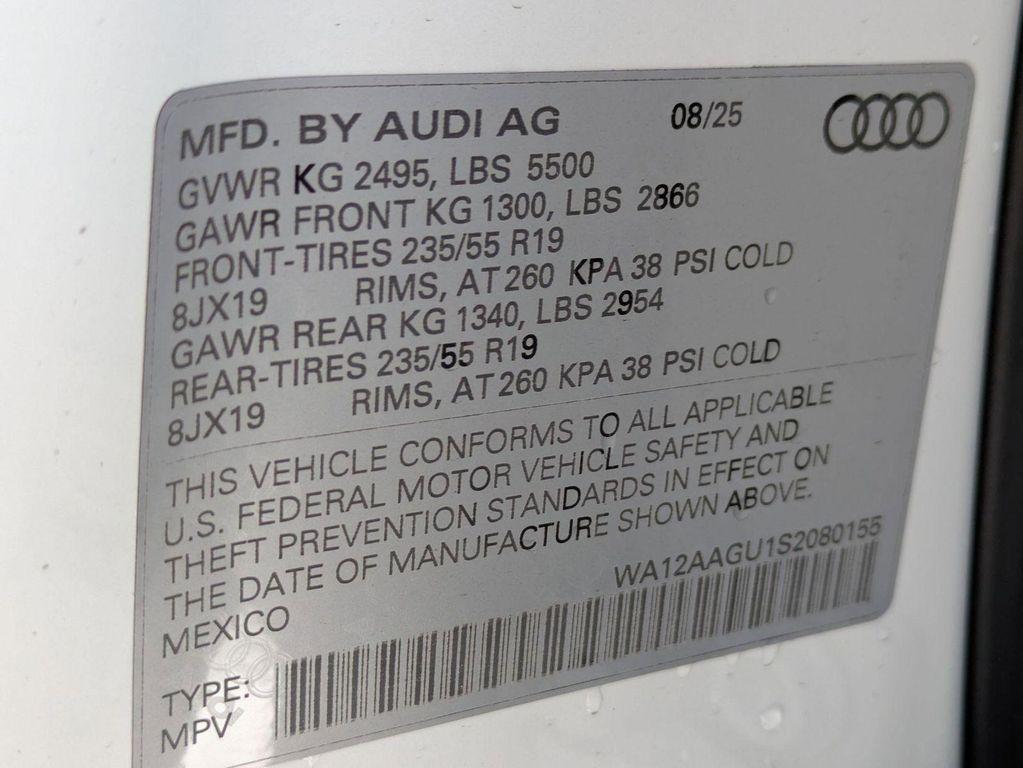 MFD. BY AUDI AG 08/25
GVWR KG 2495, LBS 5500
GAWR FRONT KG 1300, LBS 2866
FRONT-TIRES 235/55 R19
8JX19 RIMS, AT 260 KPA 38 PSI COLD
GAWR REAR KG 1340, LBS 2954
REAR-TIRES 235/55 R19
8JX19 RIMS, AT 260 KPA 38 PSI COLD
THIS VEHICLE CONFORMS TO ALL APPLICABLE
U.S. FEDERAL MOTOR VEHICLE SAFETY AND
THEFT PREVENTION STANDARDS IN EFFECT ON
THE DATE OF MANUFACTURE SHOWN ABOVE.
MEXICO WA12AAGU1S2080155
TYPE:
MPV